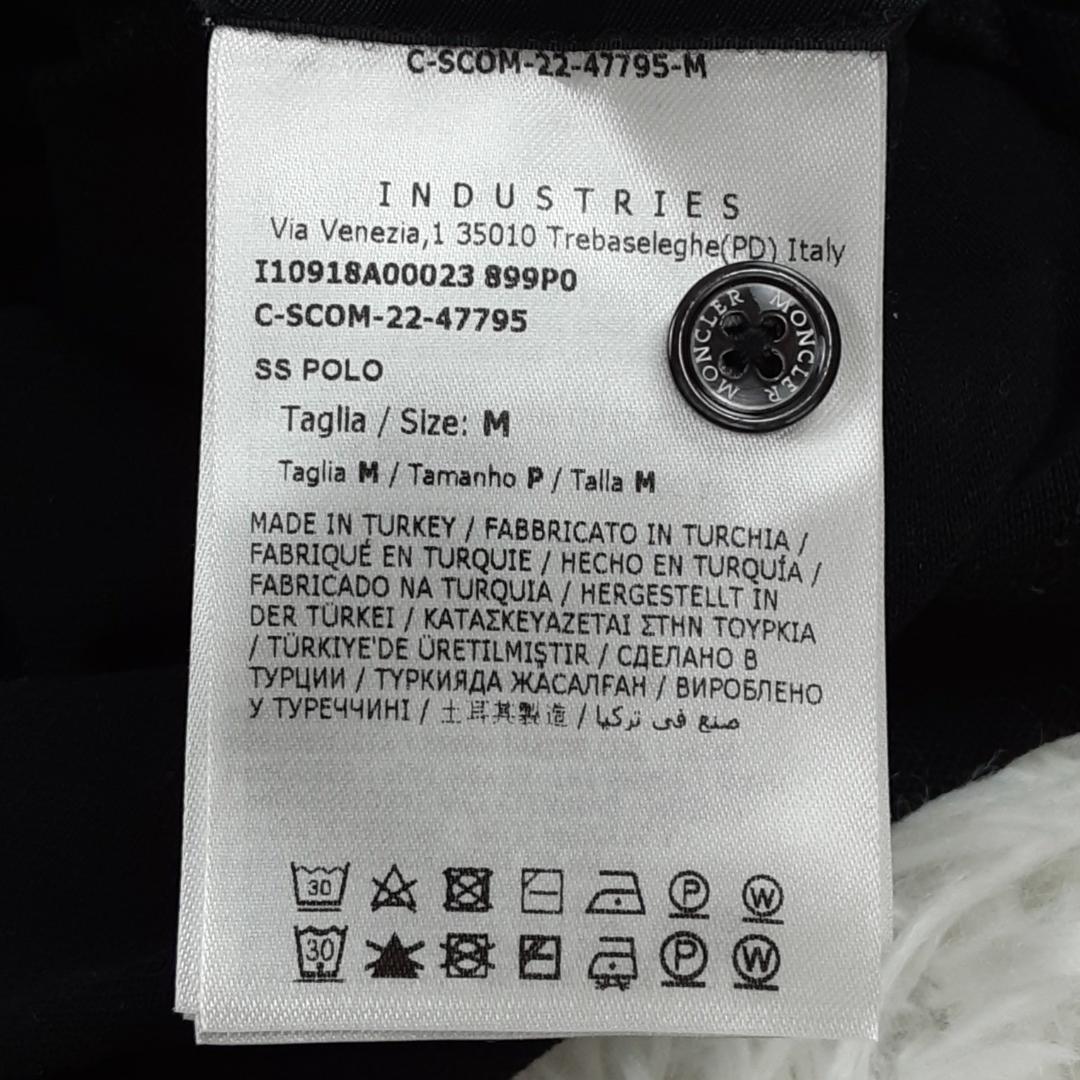 C-SCOM-22-47795-M
INDUSTRIES
Via Venezia,1 35010 Trebaseleghe(PD) Italy
I10918A00023 899P0
C-SCOM-22-47795
MONCLER MONCLER
SS POLO
Taglia / Size: M
Taglia M / Tamanho P / Talla M
MADE IN TURKEY / FABBRICATO IN TURCHIA /
FABRIQUÉ EN TURQUIE / HECHO EN TURQUÍA /
FABRICADO NA TURQUIA / HERGESTELLT IN
DER TÜRKEI / ΚΑΤΑΣΚΕΥΑΖΕΤΑΙ ΣΤΗΝ ΤΟΥΡΚΙΑ
/ TÜRKIYE'DE ÜRETILMIŞTIR / СДЕЛАНО В
ТУРЦИИ / ТҮРКИЯДА ЖАСАЛҒАН / ВИРОБЛЕНО
У ТУРЕЧЧИНІ / 土耳其製造 / صنع في تركيا
30 P W
30 P W